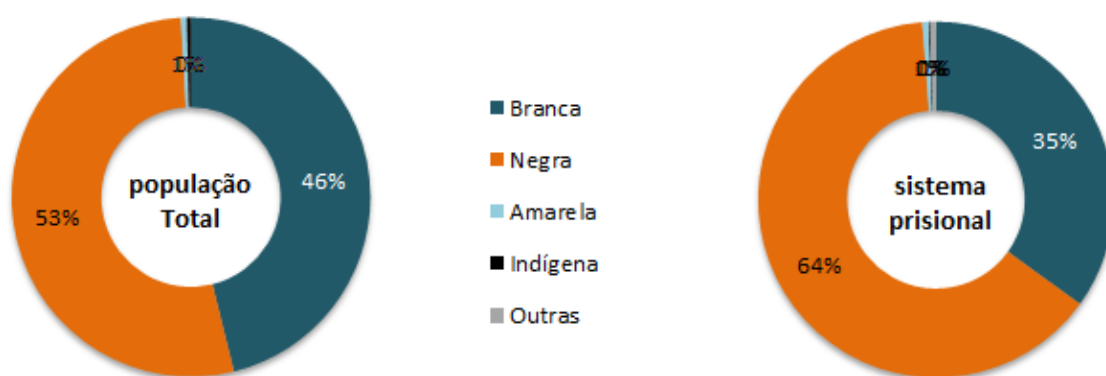 46%
53%
população
Total
Branca
Negra
Amarela
Indígena
Outras
35%
64%
sistema
prisional